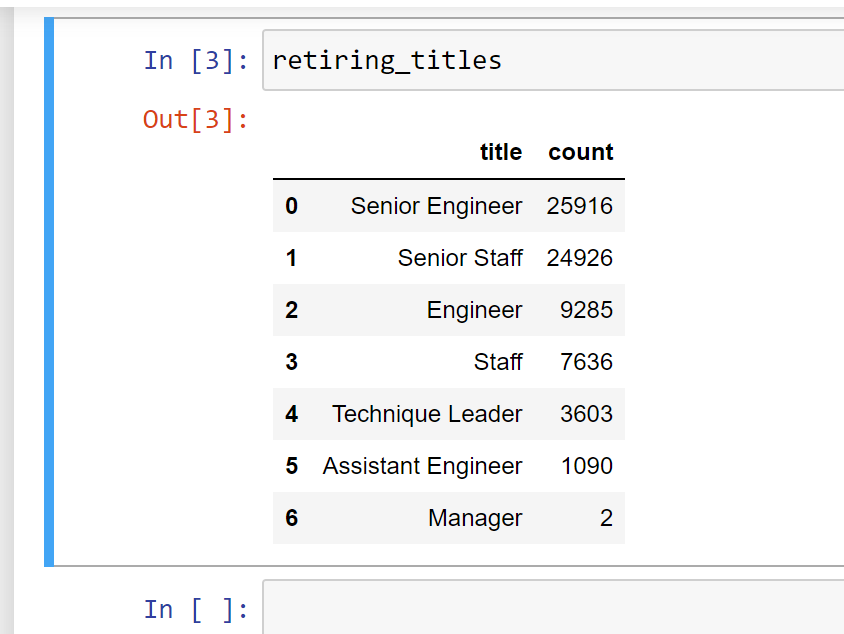 In [3]: retiring_titles
Out[3]:
title count
0 Senior Engineer 25916
1 Senior Staff 24926
2 Engineer 9285
3 Staff 7636
4 Technique Leader 3603
5 Assistant Engineer 1090
6 Manager 2
In [ ]: